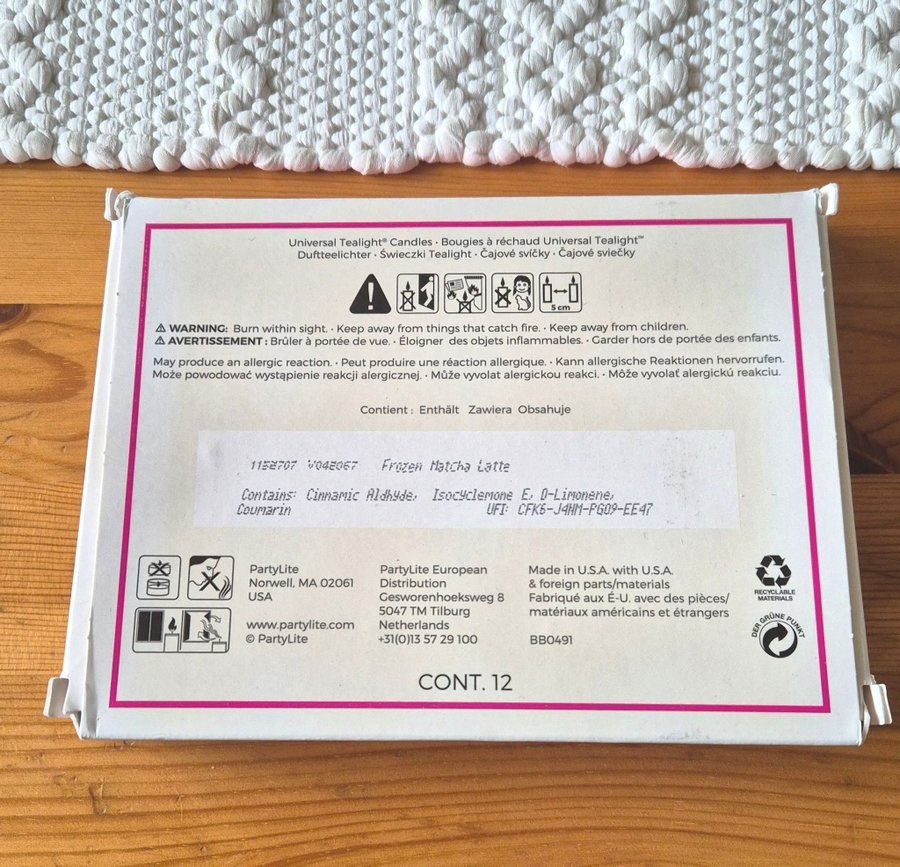 Universal Tealight® Candles · Bougies à réchaud Universal Tealight™
Duftteelichter · Świeczki Tealight · Čajové svíčky · Čajové sviečky
5 cm
⚠ WARNING: Burn within sight. · Keep away from things that catch fire. · Keep away from children.
⚠ AVERTISSEMENT : Brûler à portée de vue. · Éloigner des objets inflammables. · Garder hors de portée des enfants.
May produce an allergic reaction. · Peut produire une réaction allergique. · Kann allergische Reaktionen hervorrufen.
Może powodować wystąpienie reakcji alergicznej. · Může vyvolat alergickou reakci. · Môže vyvolať alergickú reakciu.
Contient : Enthält Zawiera Obsahuje
1152707 V042067 Frozen Matcha Latte
Contains: Cinnamic Aldhyde, Isocyclemone E, D-Limonene,
Coumarin UFI: CFK6-J4HM-PG09-EE47
PartyLite
Norwell, MA 02061
USA
www.partylite.com
© PartyLite
PartyLite European
Distribution
Gesworenhoeksweg 8
5047 TM Tilburg
Netherlands
+31(0)13 57 29 100
Made in U.S.A. with U.S.A.
& foreign parts/materials
Fabriqué aux É-U. avec des pièces/
matériaux américains et étrangers
BB0491
RECYCLABLE
MATERIALS
DER GRÜNE PUNKT
CONT. 12